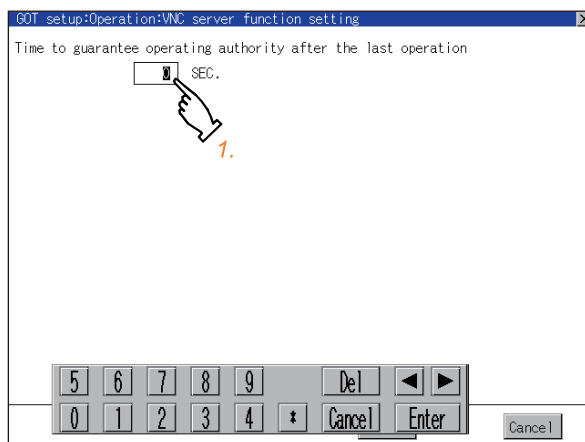 GOT setup:Operation:VNC server function setting
Time to guarantee operating authority after the last operation
0 SEC.
1.
5 6 7 8 9 Del ◄ ►
0 1 2 3 4 * Cancel Enter
Cancel